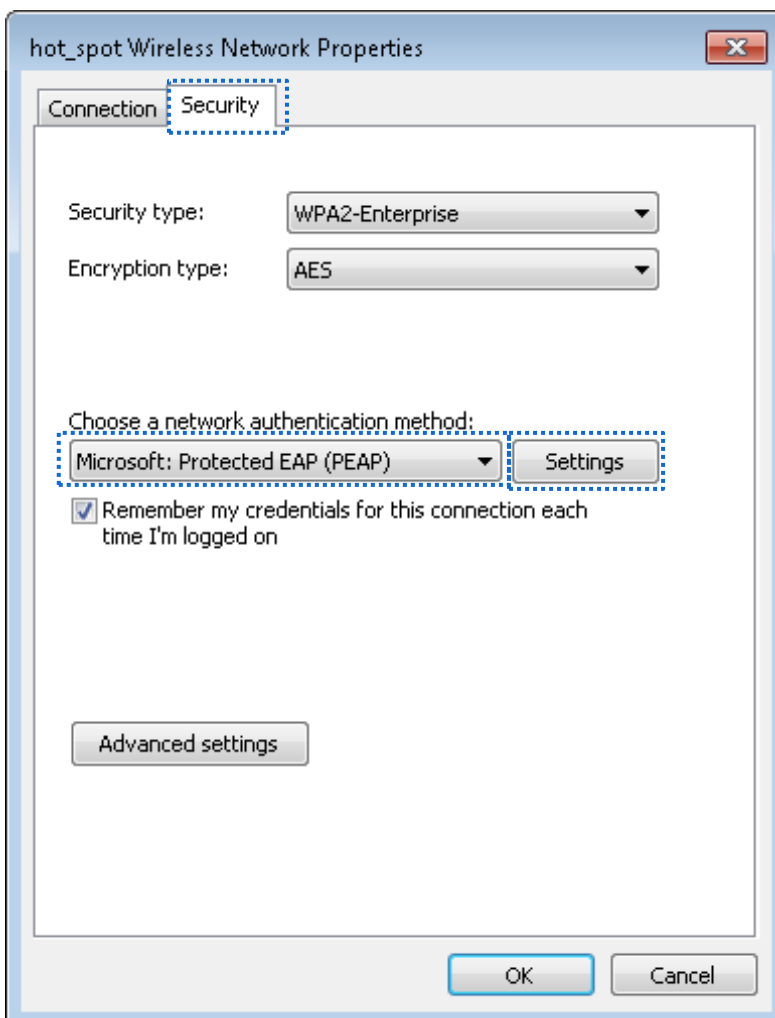 hot_spot Wireless Network Properties
Connection Security
Security type: WPA2-Enterprise
Encryption type: AES
Choose a network authentication method:
Microsoft: Protected EAP (PEAP) Settings
Remember my credentials for this connection each
time I'm logged on
Advanced settings
OK Cancel